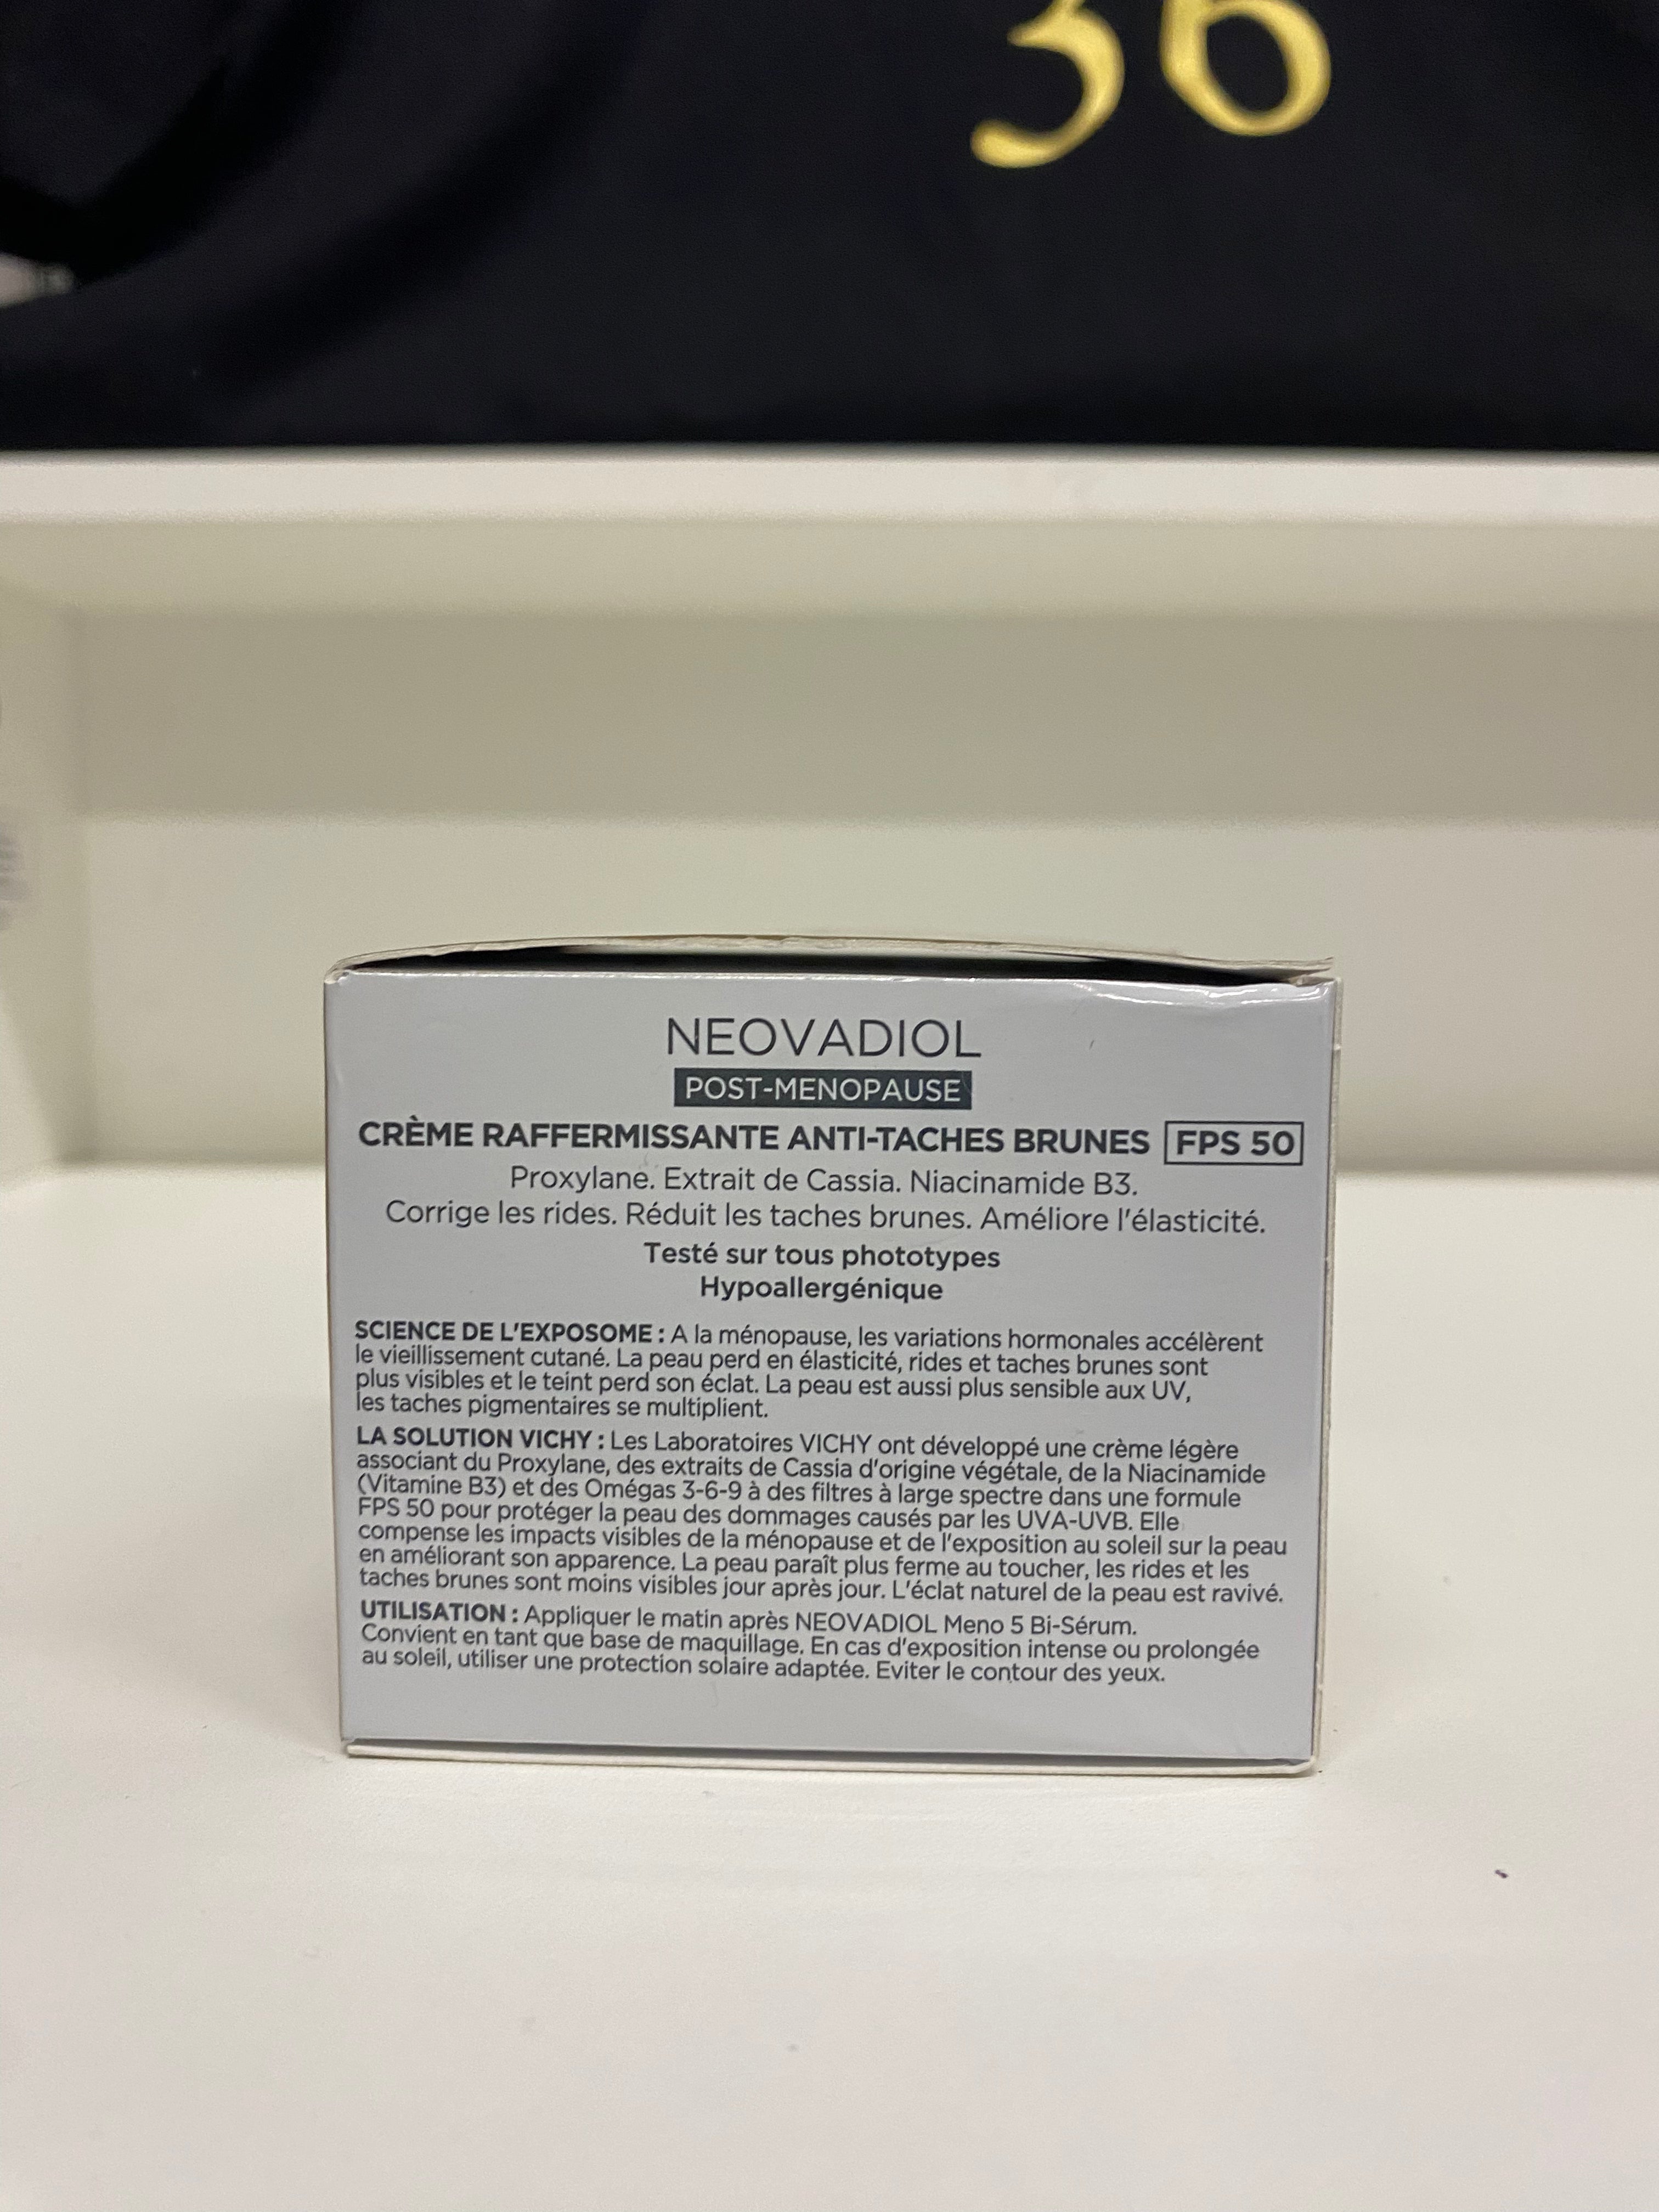 36
NEOVADIOL
POST-MENOPAUSE
CRÈME RAFFERMISSANTE ANTI-TACHES BRUNES FPS 50
Proxylane. Extrait de Cassia. Niacinamide B3.
Corrige les rides. Réduit les taches brunes. Améliore l'élasticité.
Testé sur tous phototypes
Hypoallergénique
SCIENCE DE L'EXPOSOME : A la ménopause, les variations hormonales accélèrent
le vieillissement cutané. La peau perd en élasticité, rides et taches brunes sont
plus visibles et le teint perd son éclat. La peau est aussi plus sensible aux UV,
les taches pigmentaires se multiplient.
LA SOLUTION VICHY : Les Laboratoires VICHY ont développé une crème légère
associant du Proxylane, des extraits de Cassia d'origine végétale, de la Niacinamide
(Vitamine B3) et des Omégas 3-6-9 à des filtres à large spectre dans une formule
FPS 50 pour protéger la peau des dommages causés par les UVA-UVB. Elle
compense les impacts visibles de la ménopause et de l'exposition au soleil sur la peau
en améliorant son apparence. La peau paraît plus ferme au toucher, les rides et les
taches brunes sont moins visibles jour après jour. L'éclat naturel de la peau est ravivé.
UTILISATION : Appliquer le matin après NEOVADIOL Meno 5 Bi-Sérum.
Convient en tant que base de maquillage. En cas d'exposition intense ou prolongée
au soleil, utiliser une protection solaire adaptée. Eviter le contour des yeux.